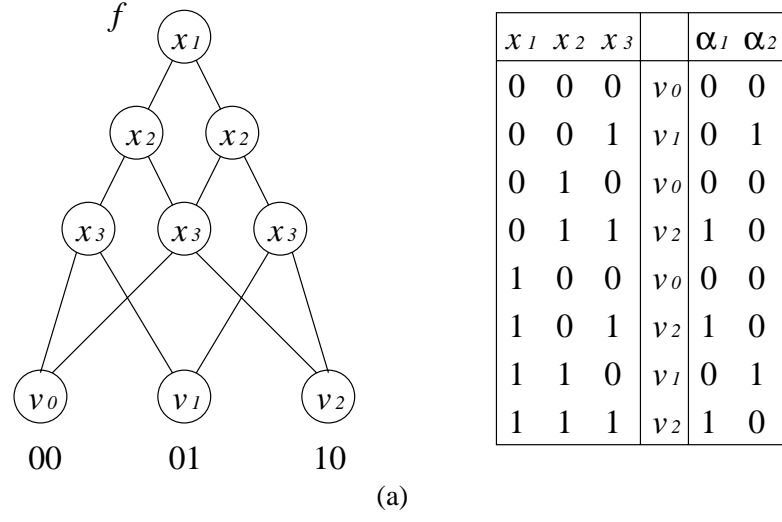 f
x1
x2 x2
x3 x3 x3
v0 v1 v2
00 01 10
x1 x2 x3 α1 α2
0 0 0 v0 0 0
0 0 1 v1 0 1
0 1 0 v0 0 0
0 1 1 v2 1 0
1 0 0 v0 0 0
1 0 1 v2 1 0
1 1 0 v1 0 1
1 1 1 v2 1 0
(a)